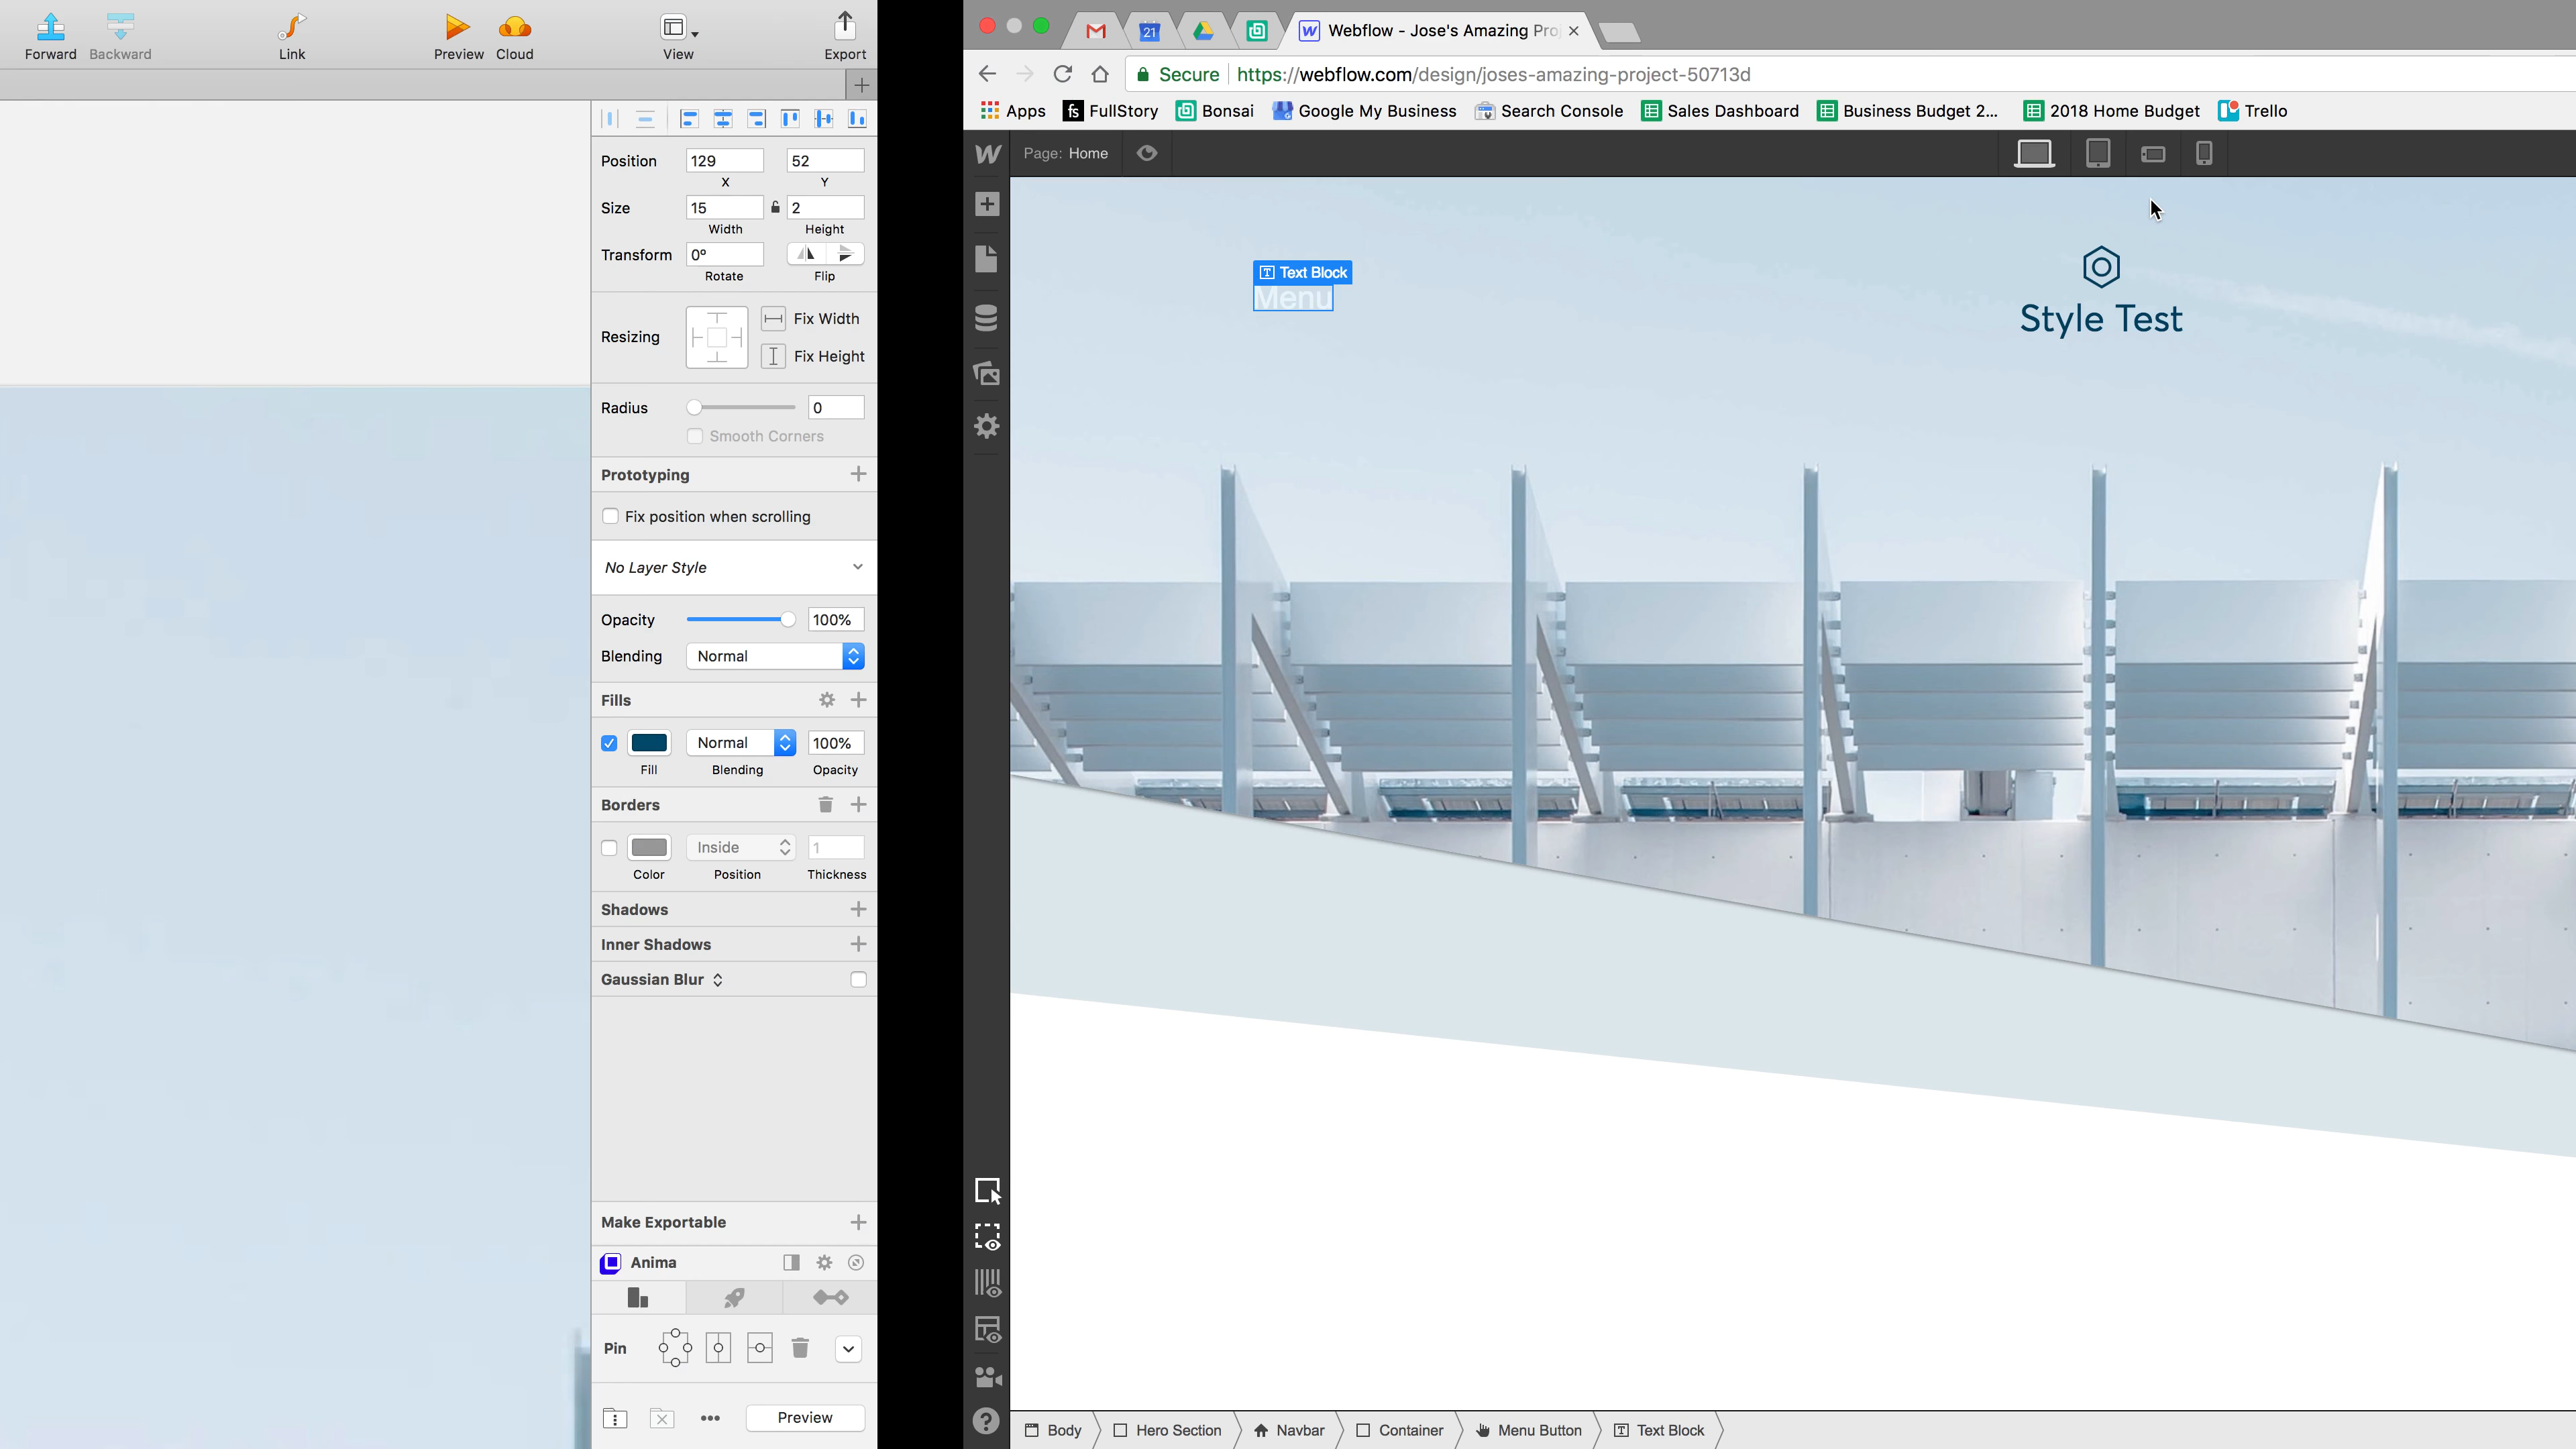 Forward Backward Link Preview Cloud View Export
Position 129 52
X Y
Size 15 2
Width Height
Transform 0º
Rotate Flip
Resizing Fix Width
Fix Height
Radius 0
Smooth Corners
Prototyping
Fix position when scrolling
No Layer Style
Opacity 100%
Blending Normal
Fills
Normal 100%
Fill Blending Opacity
Borders
Inside 1
Color Position Thickness
Shadows
Inner Shadows
Gaussian Blur
Make Exportable
Anima
Pin
Preview
21 Webflow - Jose's Amazing Pro
Secure https://webflow.com/design/joses-amazing-project-50713d
Apps fs FullStory Bonsai Google My Business Search Console Sales Dashboard Business Budget 2... 2018 Home Budget Trello
Page: Home
Text Block
Menu
Style Test
Body Hero Section Navbar Container Menu Button Text Block